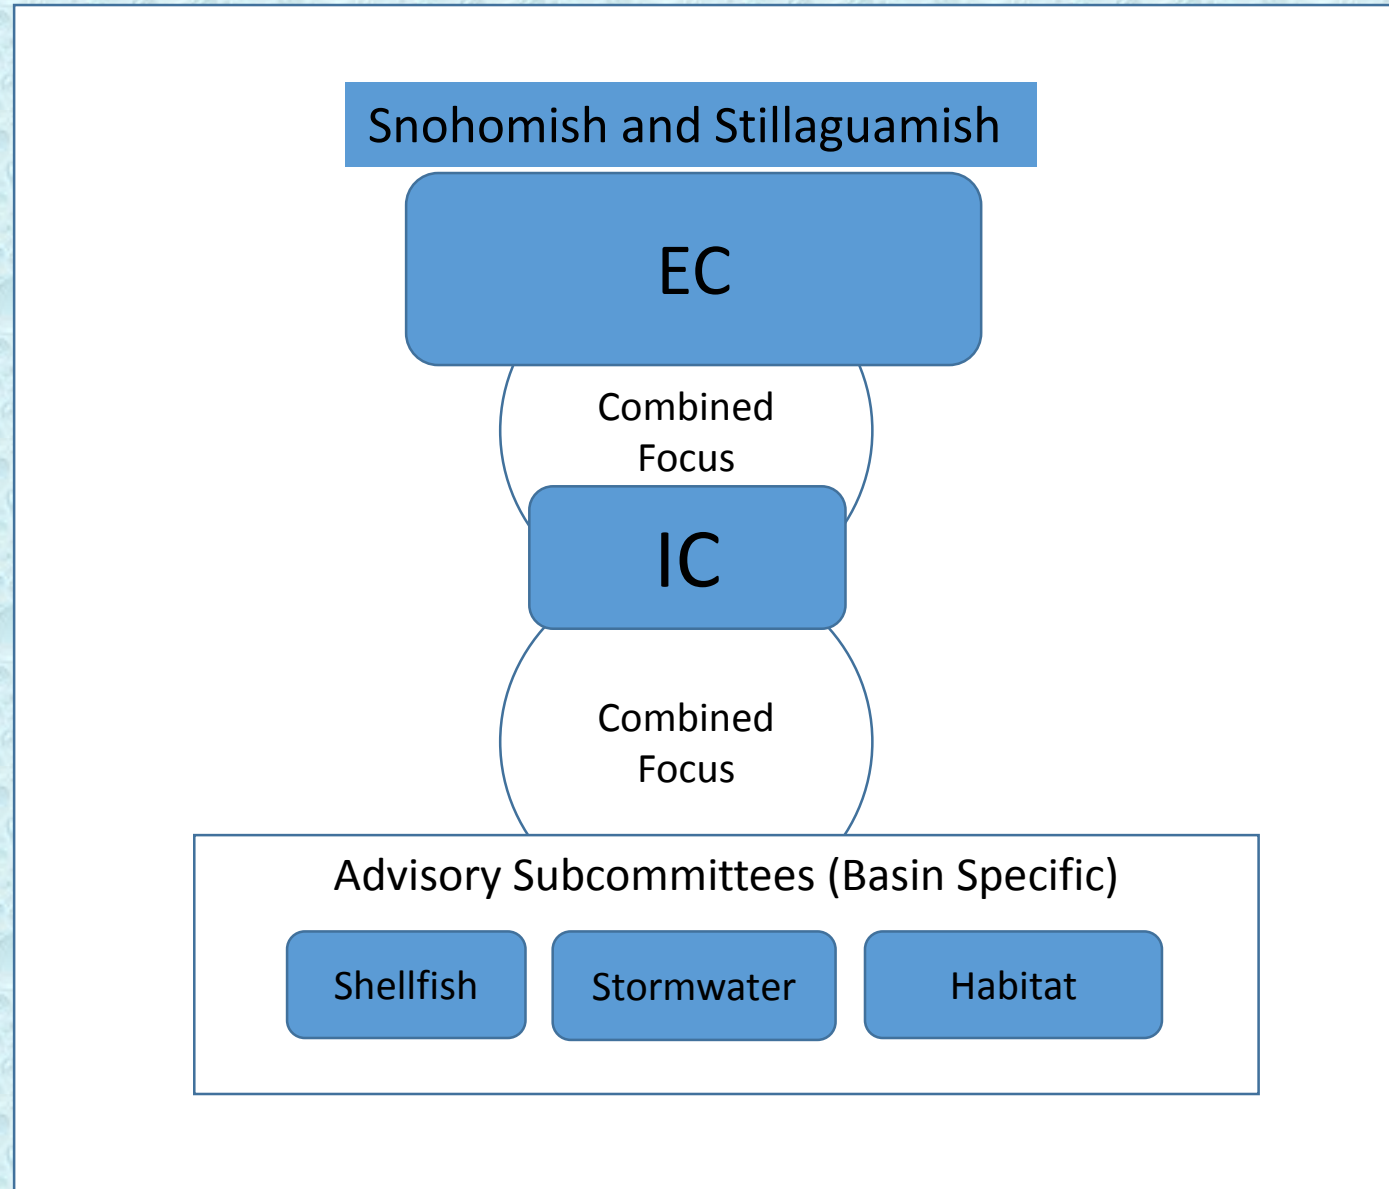 Snohomish and Stillaguamish
EC
Combined
Focus
IC
Combined
Focus
Advisory Subcommittees (Basin Specific)
Shellfish
Stormwater
Habitat